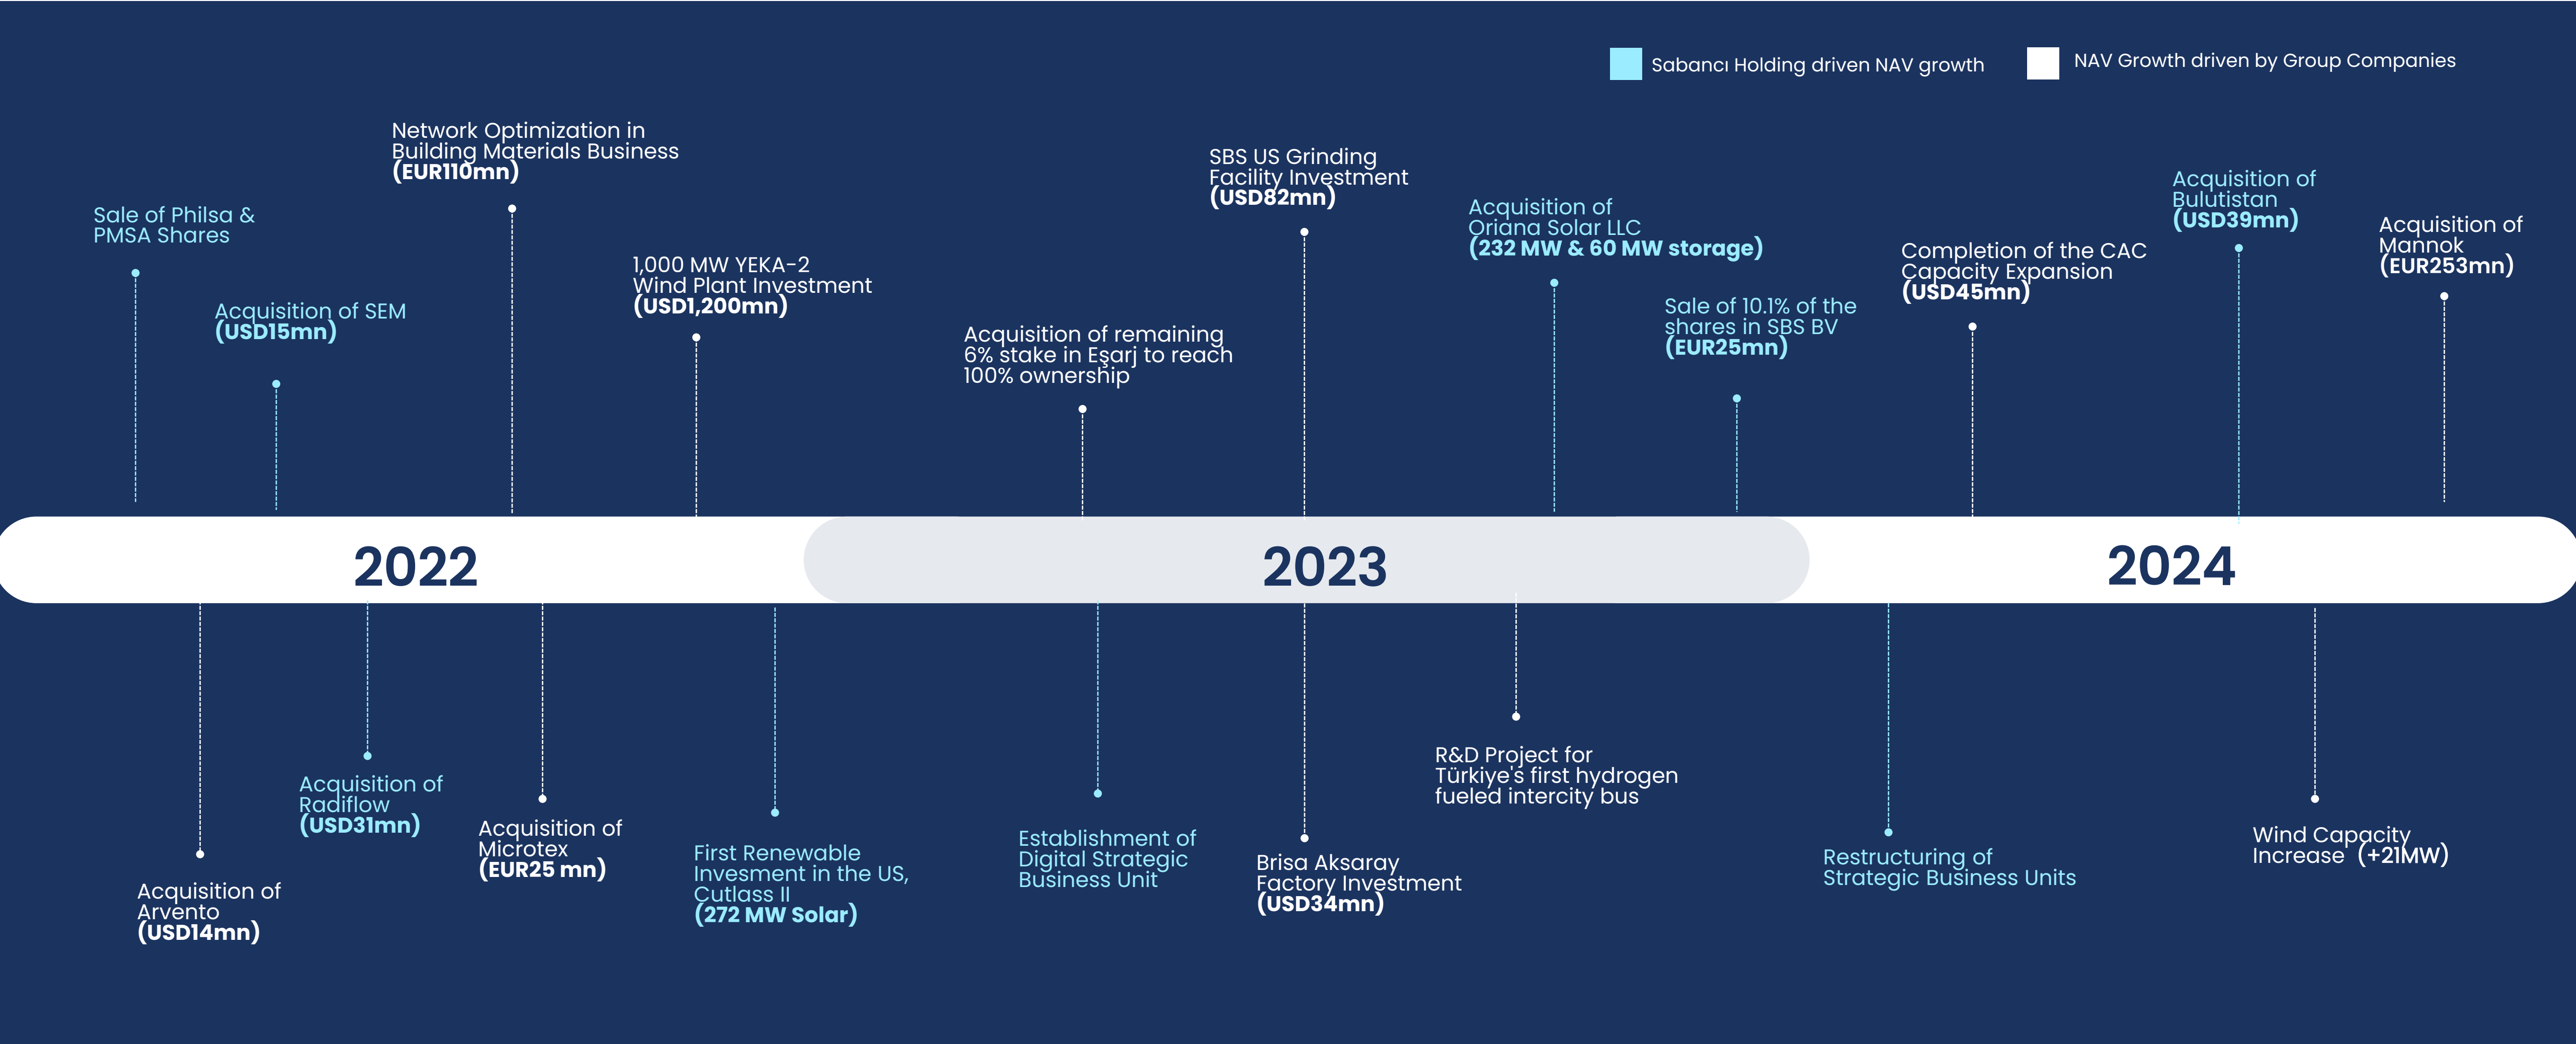 Sabancı Holding driven NAV growth
NAV Growth driven by Group Companies
Sale of Philsa &
PMSA Shares
Acquisition of SEM
(USD15mn)
Network Optimization in
Building Materials Business
(EUR110mn)
1,000 MW YEKA-2
Wind Plant Investment
(USD1,200mn)
Acquisition of remaining
6% stake in Eşarj to reach
100% ownership
SBS US Grinding
Facility Investment
(USD82mn)
Acquisition of
Oriana Solar LLC
(232 MW & 60 MW storage)
Sale of 10.1% of the
shares in SBS BV
(EUR25mn)
Completion of the CAC
Capacity Expansion
(USD45mn)
Acquisition of
Bulutistan
(USD39mn)
Acquisition of
Mannok
(EUR253mn)
2022
2023
2024
Acquisition of
Arvento
(USD14mn)
Acquisition of
Radiflow
(USD31mn)
Acquisition of
Microtex
(EUR25 mn)
First Renewable
Invesment in the US,
Cutlass II
(272 MW Solar)
Establishment of
Digital Strategic
Business Unit
Brisa Aksaray
Factory Investment
(USD34mn)
R&D Project for
Türkiye's first hydrogen
fueled intercity bus
Restructuring of
Strategic Business Units
Wind Capacity
Increase (+21MW)